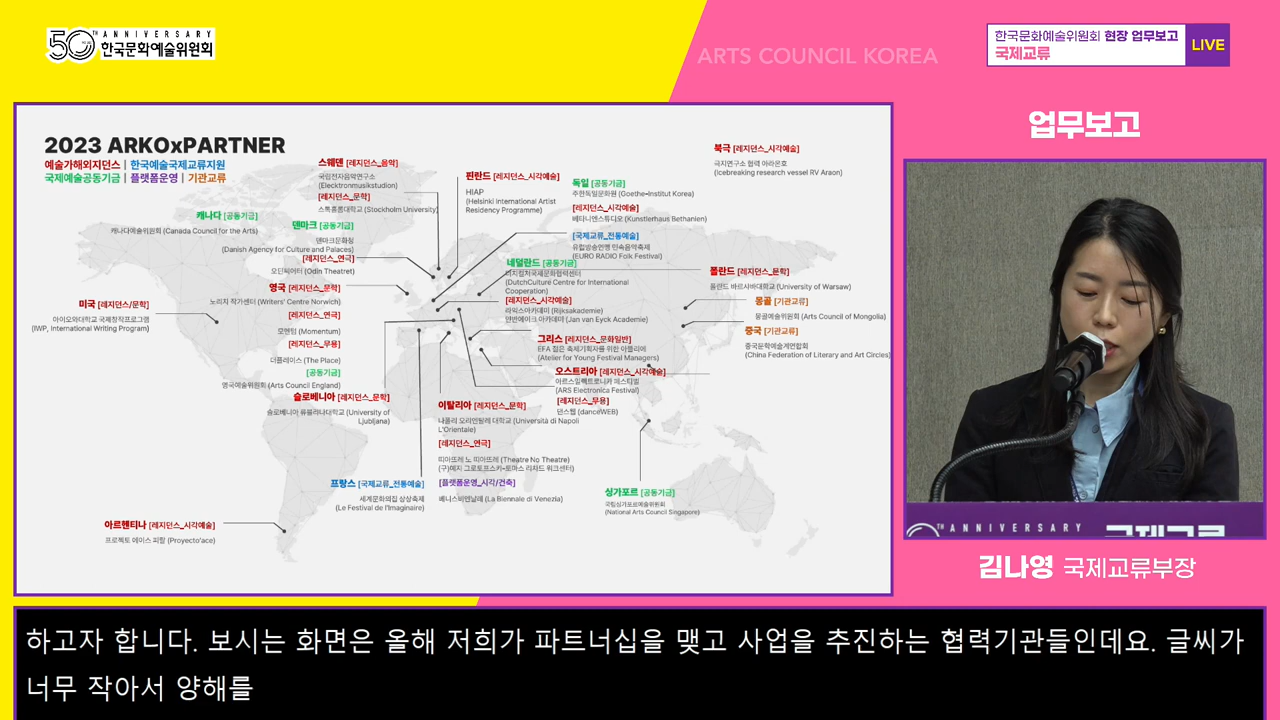 50TH ANNIVERSARY
한국문화예술위원회
ARTS COUNCIL KOREA
한국문화예술위원회 현장 업무보고
국제교류
LIVE
업무보고
2023 ARKOxPARTNER
예술가해외지던스 | 한국예술국제교류지원
국제예술공동기금 | 플랫폼운영 | 기관교류
스웨덴 [레지던스_음악]
국립전자음악연구소
(Elecktronmusikstudion)
[레지던스_문학]
스톡홀름대학교 (Stockholm University)
핀란드 [레지던스_시각예술]
HIAP
(Helsinki International Artist
Residency Programme)
독일 [공동기금]
주한독일문화원 (Goethe-Institut Korea)
[레지던스_시각예술]
베타니엔스튜디오 (Kunstlerhaus Bethanien)
[국제교류_전통예술]
유럽방송연맹 민속음악축제
(EURO RADIO Folk Festival)
북극 [레지던스_시각예술]
극지연구소 협력 아라온호
(Icebreaking research vessel RV Araon)
캐나다 [공동기금]
캐나다예술위원회 (Canada Council for the Arts)
덴마크 [공동기금]
덴마크문화청
(Danish Agency for Culture and Palaces)
[레지던스_연극]
오딘씨어터 (Odin Theatret)
네덜란드 [공동기금]
더치컬처국제문화협력센터
(DutchCulture Centre for International
Cooperation)
[레지던스_시각예술]
라익스아카데미 (Rijksakademie)
얀반에이크 아카데미 (Jan van Eyck Academie)
폴란드 [레지던스_문학]
폴란드 바르샤바대학교 (University of Warsaw)
영국 [레지던스_문학]
노리치 작가센터 (Writers' Centre Norwich)
[레지던스_연극]
모멘텀 (Momentum)
[레지던스_무용]
더플레이스 (The Place)
[공동기금]
영국예술위원회 (Arts Council England)
미국 [레지던스/문학]
아이오와대학교 국제창작프로그램
(IWP, International Writing Program)
몽골 [기관교류]
몽골예술위원회 (Arts Council of Mongolia)
중국 [기관교류]
중국문학예술계연합회
(China Federation of Literary and Art Circles)
그리스 [레지던스_문화일반]
EFA 젊은 축제기획자를 위한 아뜰리에
(Atelier for Young Festival Managers)
오스트리아 [레지던스_시각예술]
아르스일렉트로니카 페스티벌
(ARS Electronica Festival)
[레지던스_무용]
댄스웹 (danceWEB)
슬로베니아 [레지던스_문학]
슬로베니아 류블랴나대학교 (University of
Ljubljana)
이탈리아 [레지던스_문학]
나폴리 오리엔탈레 대학교 (Università di Napoli
L'Orientale)
[레지던스_연극]
띠아뜨레 노 띠아뜨레 (Theatre No Theatre)
(구)예지 그로토프스키-토마스 리차드 워크센터)
[플랫폼운영_시각/건축]
베니스비엔날레 (La Biennale di Venezia)
프랑스 [국제교류_전통예술]
세계문화의집 상상축제
(Le Festival de l'Imaginaire)
싱가포르 [공동기금]
국립싱가포르예술위원회
(National Arts Council Singapore)
아르헨티나 [레지던스_시각예술]
프로젝토 에이스 피랄 (Proyecto'ace)
TH ANNIVERSARY
국제교류
김나영 국제교류부장
하고자 합니다. 보시는 화면은 올해 저희가 파트너십을 맺고 사업을 추진하는 협력기관들인데요. 글씨가
너무 작아서 양해를